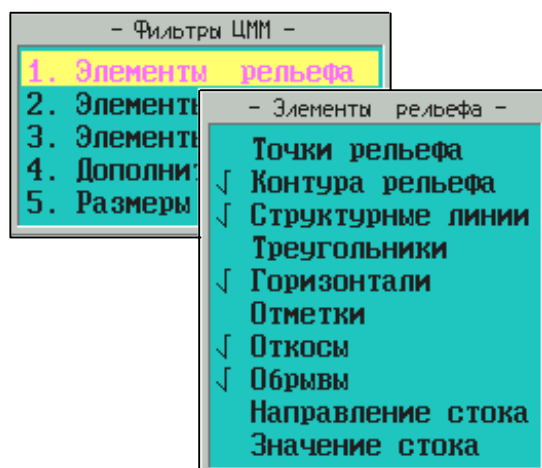 - Фильтры ЦММ -
1. Элементы рельефа
2. Элементы
3. Элементы
4.
5. Размеры
- Элементы рельефа -
Точки рельефа
√ Контура рельефа
√ Структурные линии
Треугольники
√ Горизонтали
Отметки
√ Откосы
√ Обрывы
Направление стока
Значение стока